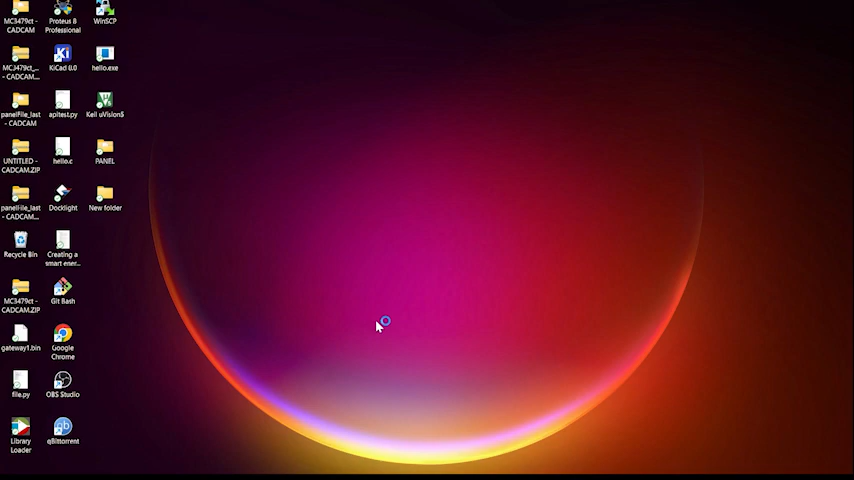 MC3479ct
- CADCAM
Proteus 8
Professional
WinSCP
MC3479ct_...
- CADCAM...
KiCad 6.0
hello.exe
panelFile_last
- CADCAM
apitest.py
Keil uVision5
UNTITLED -
CADCAM.ZIP
hello.c
PANEL
panelFile_last
- CADCAM...
Docklight
New folder
Recycle Bin
Creating a
smart ener...
MC3479ct -
CADCAM.ZIP
Git Bash
gateway1.bin
Google
Chrome
file.py
OBS Studio
Library
Loader
qBittorrent